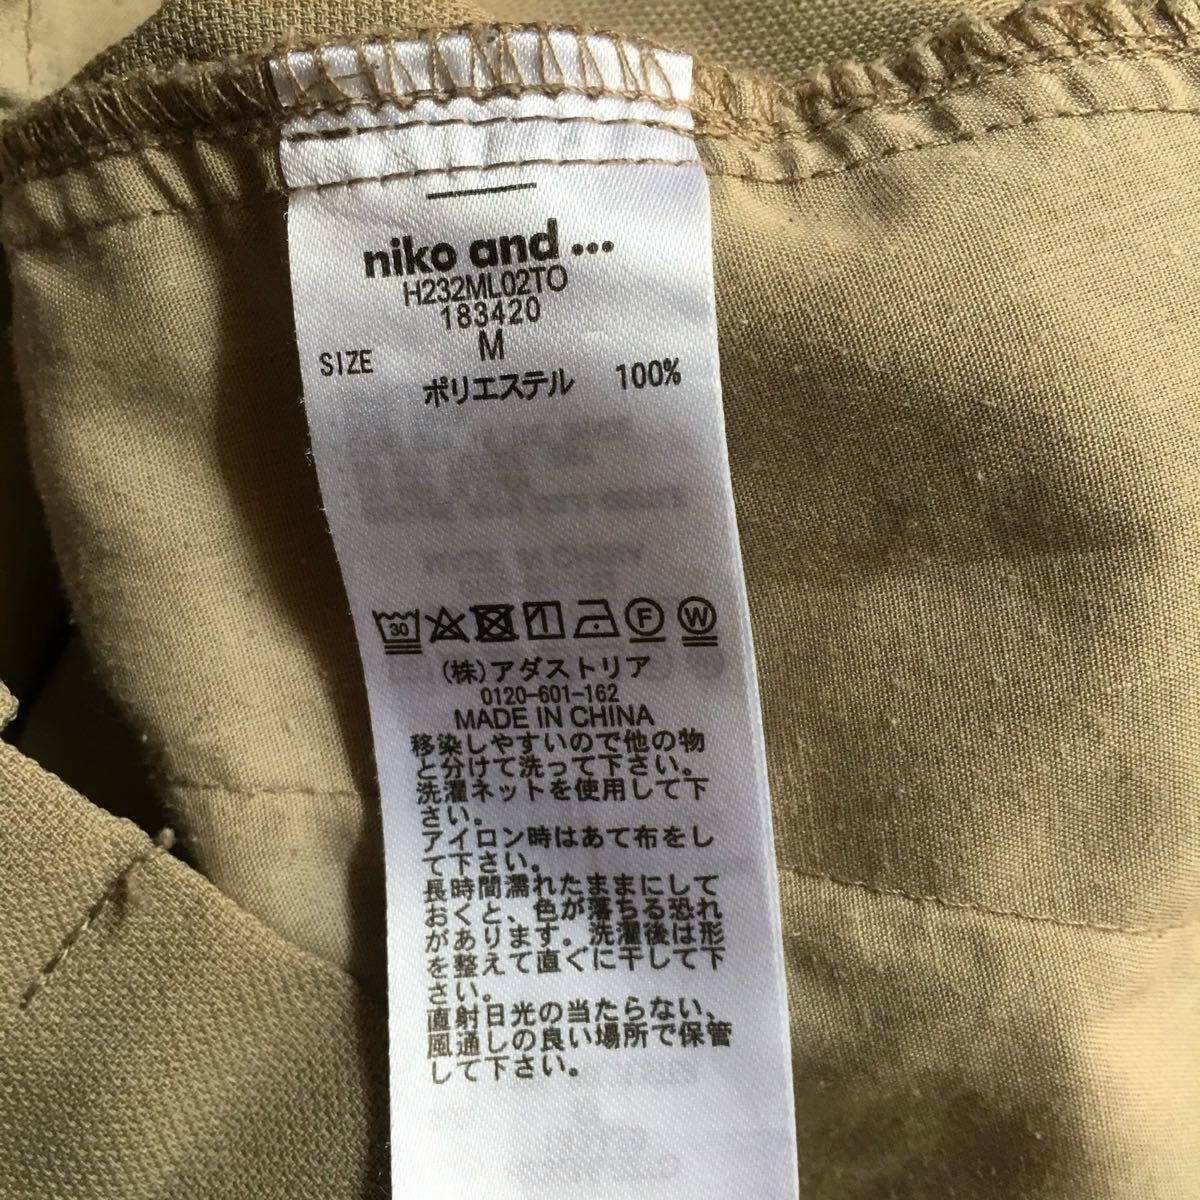 niko and ...
H232ML02TO
183420
SIZE M
ポリエステル 100%
30 F W
(株)アダストリア
0120-601-162
MADE IN CHINA
移染しやすいので他の物
と分けて洗って下さい。
洗濯ネットを使用して下
さい。
アイロン時はあて布をし
て下さい。
長時間濡れたままにして
おくと、色が落ちる恐れ
があります。洗濯後は形
を整えて直ぐに干して下
さい。
直射日光の当たらない、
風通しの良い場所で保管
して下さい。